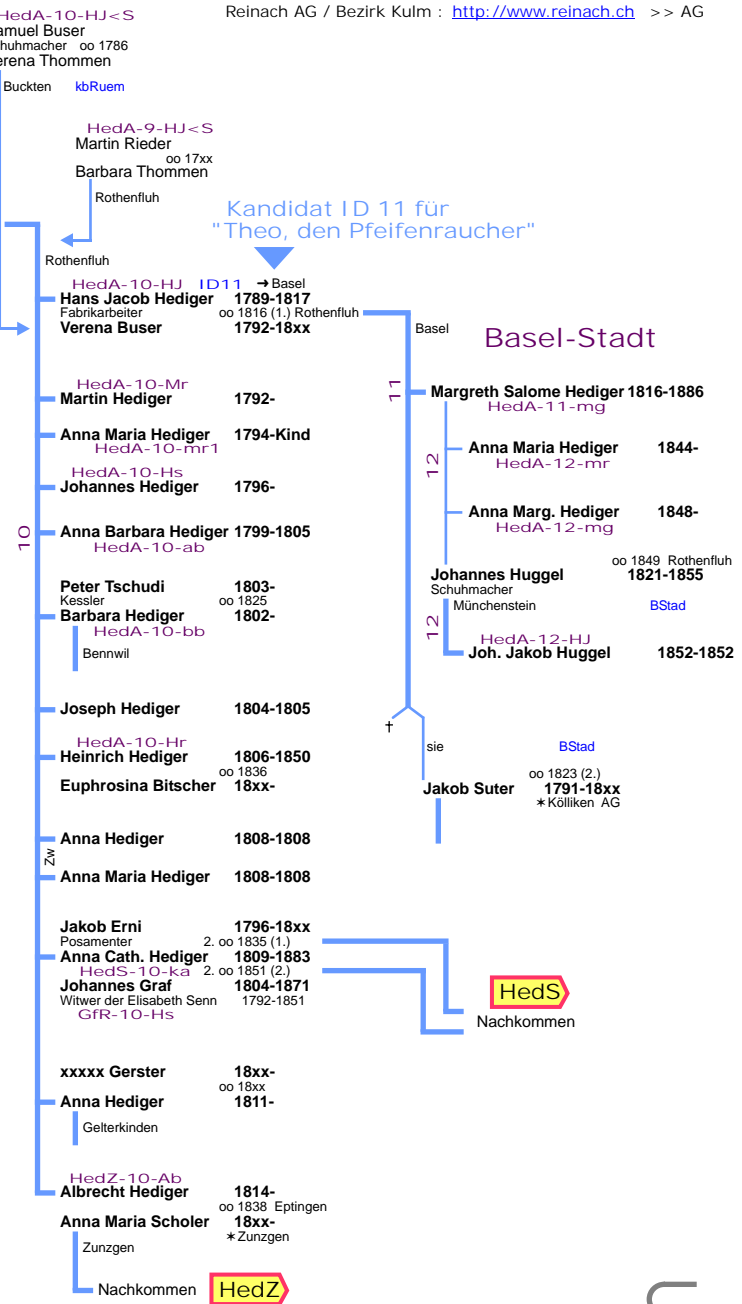 HedA-10-HJ<S
Reinach AG / Bezirk Kulm : http://www.reinach.ch >> AG
amuel Buser
huhmacher oo 1786
erena Thommen
Buckten kbRuem
HedA-9-HJ<S
Martin Rieder
oo 17xx
Barbara Thommen
Rothenfluh
Kandidat ID 11 für
"Theo, den Pfeifenraucher"
Rothenfluh
HedA-10-HJ ID11 →Basel
Hans Jacob Hediger 1789-1817
Fabrikarbeiter oo 1816 (1.) Rothenfluh
Verena Buser 1792-18xx
Basel
Basel-Stadt
11
HedA-10-Mr
Martin Hediger 1792-
Margreth Salome Hediger 1816-1886
HedA-11-mg
Anna Maria Hediger 1794-Kind
HedA-10-mr1
12
Anna Maria Hediger 1844-
HedA-12-mr
HedA-10-Hs
Johannes Hediger 1796-
Anna Marg. Hediger 1848-
HedA-12-mg
10
Anna Barbara Hediger 1799-1805
HedA-10-ab
oo 1849 Rothenfluh
Johannes Huggel 1821-1855
Schuhmacher
Münchenstein BStad
Peter Tschudi 1803-
Kessler oo 1825
Barbara Hediger 1802-
HedA-10-bb
Bennwil
12
HedA-12-HJ
Joh. Jakob Huggel 1852-1852
Joseph Hediger 1804-1805
†
sie BStad
HedA-10-Hr
Heinrich Hediger 1806-1850
oo 1836
Euphrosina Bitscher 18xx-
oo 1823 (2.)
Jakob Suter 1791-18xx
✶Kölliken AG
Anna Hediger 1808-1808
Zw
Anna Maria Hediger 1808-1808
Jakob Erni 1796-18xx
Posamenter 2. oo 1835 (1.)
Anna Cath. Hediger 1809-1883
HedS-10-ka 2. oo 1851 (2.)
Johannes Graf 1804-1871
Witwer der Elisabeth Senn 1792-1851
GfR-10-Hs
HedS
Nachkommen
xxxxx Gerster 18xx-
oo 18xx
Anna Hediger 1811-
Gelterkinden
HedZ-10-Ab
Albrecht Hediger 1814-
oo 1838 Eptingen
Anna Maria Scholer 18xx-
✶Zunzgen
Zunzgen
Nachkommen HedZ